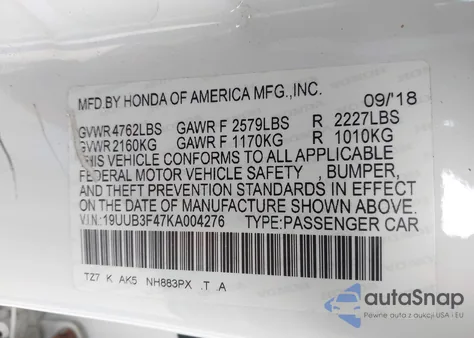 MFD.BY HONDA OF AMERICA MFG.,INC.
09/'18
GVWR 4762LBS GAWR F 2579LBS R 2227LBS
GVWR 2160KG GAWR F 1170KG R 1010KG
THIS VEHICLE CONFORMS TO ALL APPLICABLE
FEDERAL MOTOR VEHICLE SAFETY , BUMPER,
AND THEFT PREVENTION STANDARDS IN EFFECT
ON THE DATE OF MANUFACTURE SHOWN ABOVE.
V.I.N.:19UUB3F47KA004276 TYPE:PASSENGER CAR
TZ7 K AK5 NH883PX .T .A
autoSnap
Pewne auta z dojazdem USA i EU